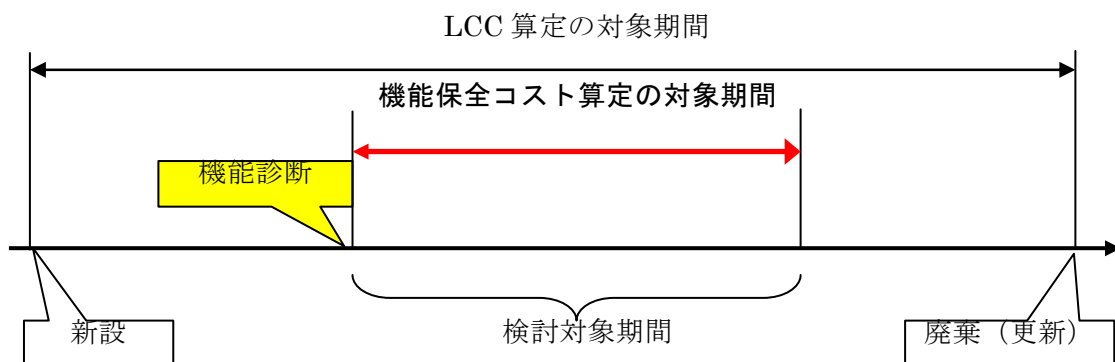 LCC 算定の対象期間
機能保全コスト算定の対象期間
機能診断
新設
検討対象期間
廃棄（更新）